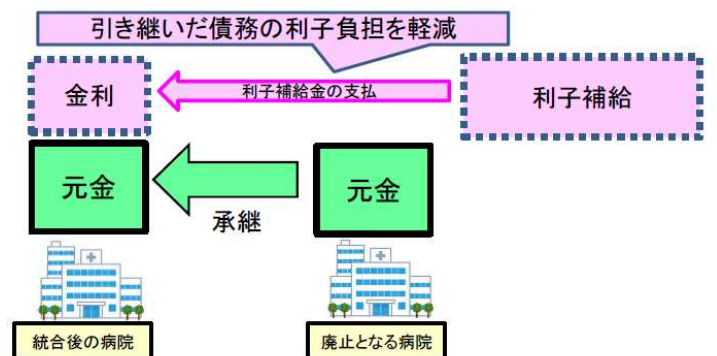 引き継いだ債務の利子負担を軽減
金利
利子補給金の支払
利子補給
元金
元金
承継
統合後の病院
廃止となる病院